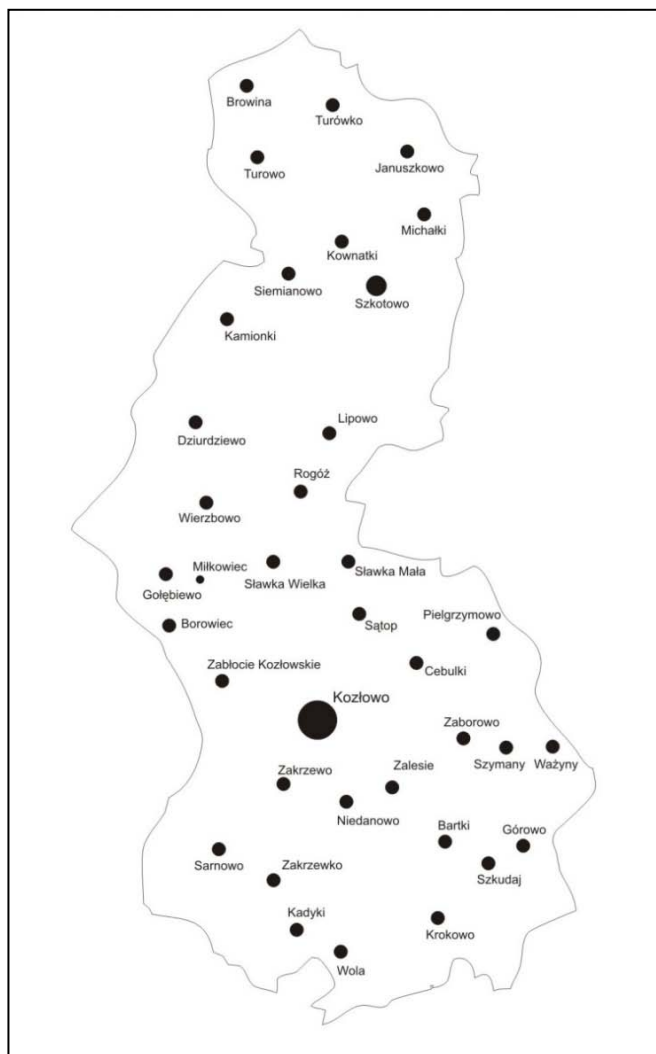 Browina
Turówko
Turowo
Januszkowo
Michałki
Kownatki
Siemianowo
Szkotowo
Kamionki
Lipowo
Dziurdziewo
Rogóż
Wierzbowo
Miłkowiec
Sławka Wielka
Sławka Mała
Gołębiewo
Borowiec
Sątop
Pielgrzymowo
Zabłocie Kozłowskie
Cebulki
Kozłowo
Zaborowo
Szymany
Ważyny
Zakrzewo
Zalesie
Niedanowo
Bartki
Górowo
Sarnowo
Zakrzewko
Szkudaj
Kadyki
Krokowo
Wola